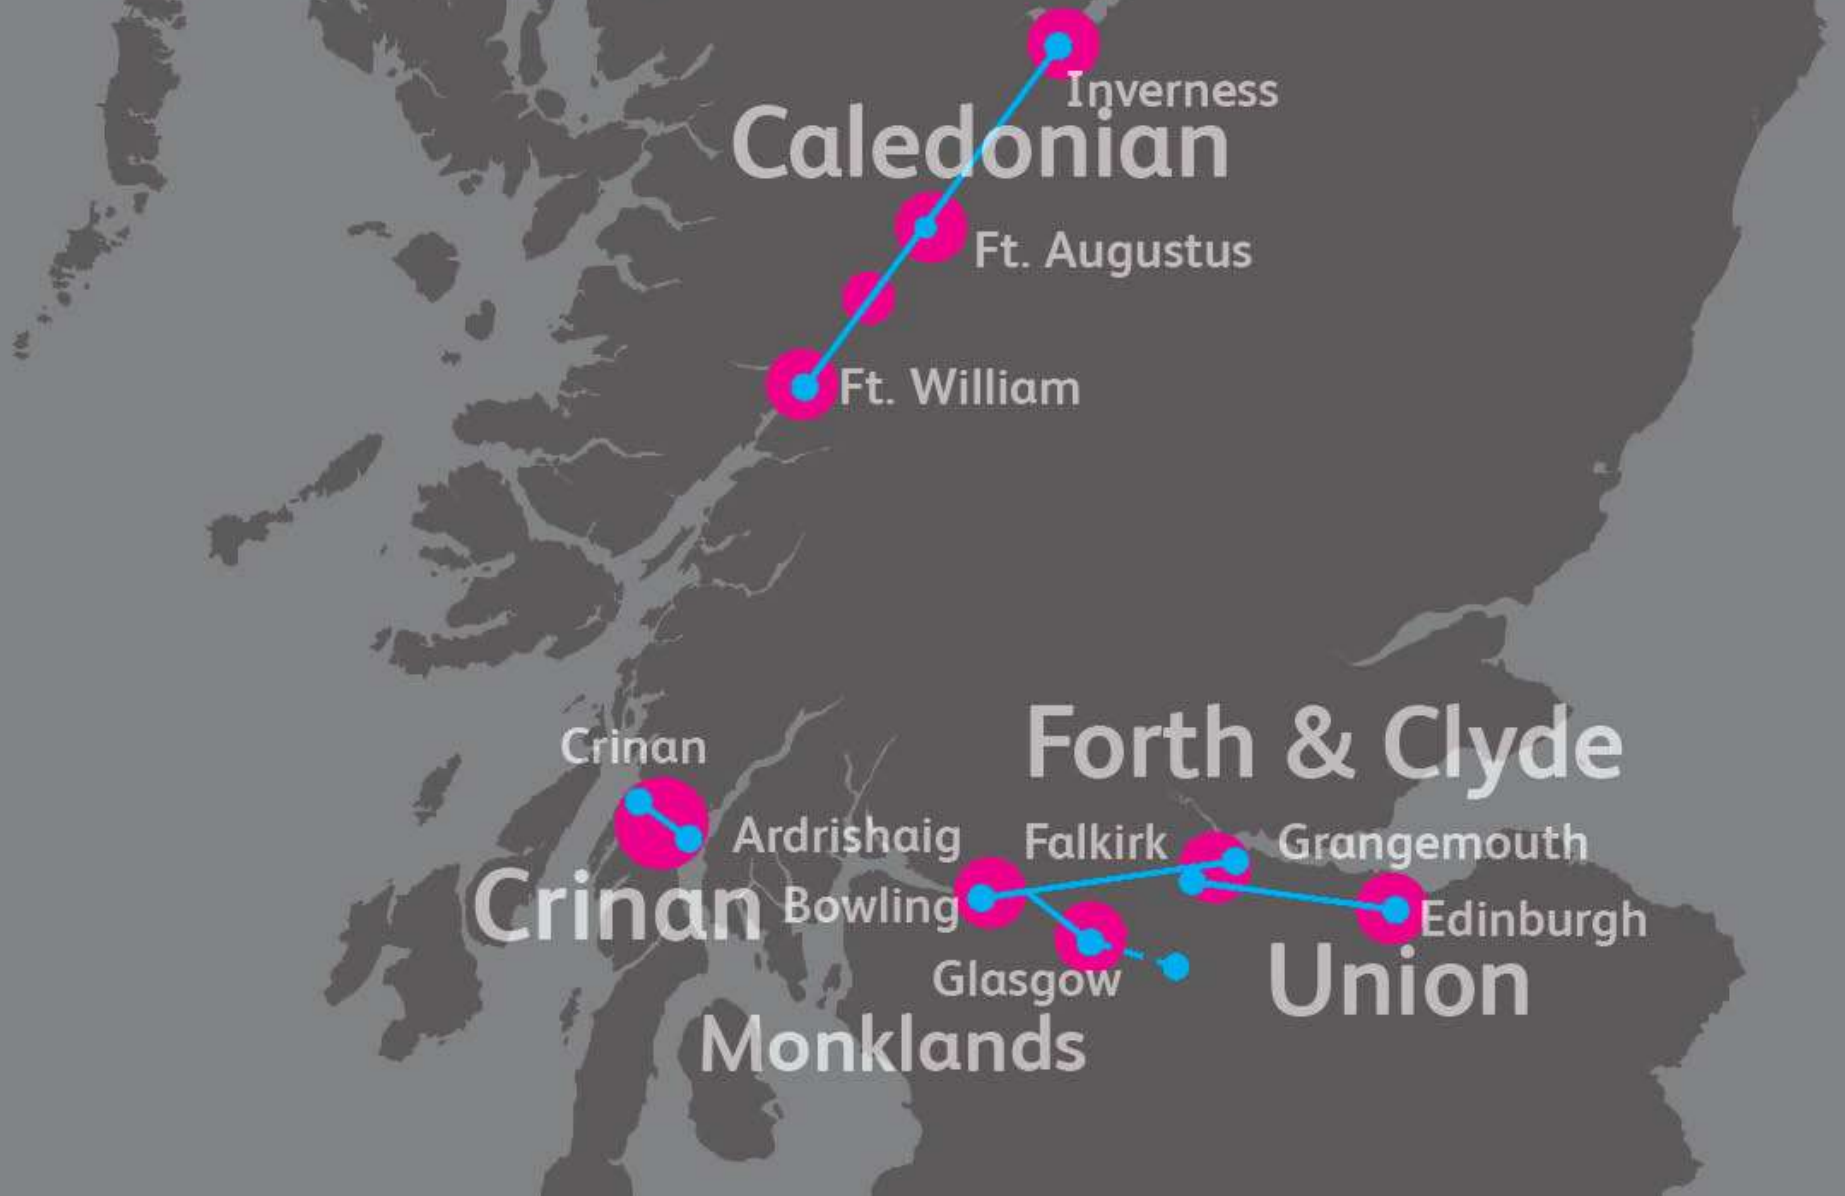 Inverness
Caledonian
Ft. Augustus
Ft. William
Forth & Clyde
Crinan
Ardrishaig
Falkirk
Grangemouth
Crinan
Bowling
Edinburgh
Glasgow
Union
Monklands